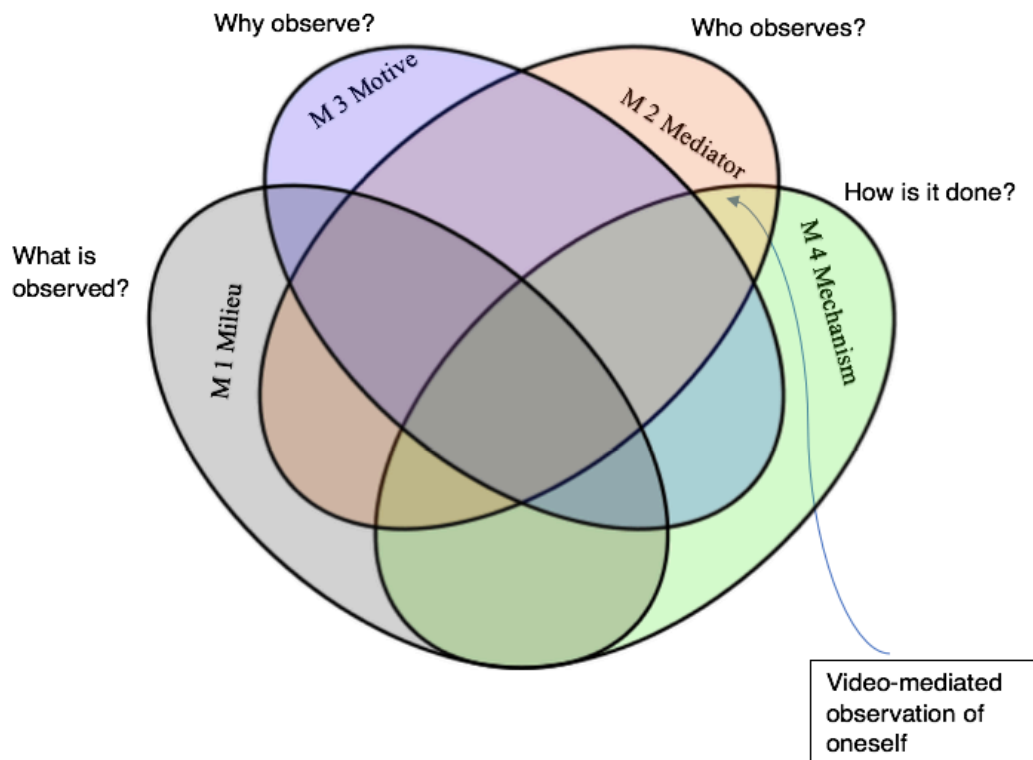 Why observe?
Who observes?
M 3 Motive
M 2 Mediator
How is it done?
What is
observed?
M 1 Milieu
M 4 Mechanism
Video-mediated
observation of
oneself